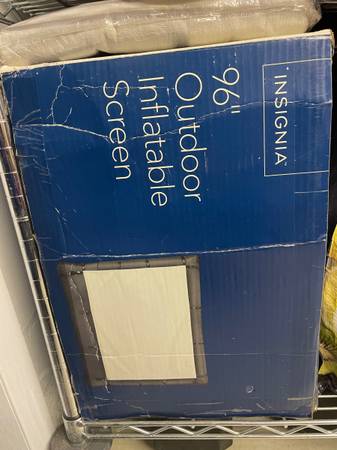 INSIGNIA
96"
Outdoor
Inflatable
Screen